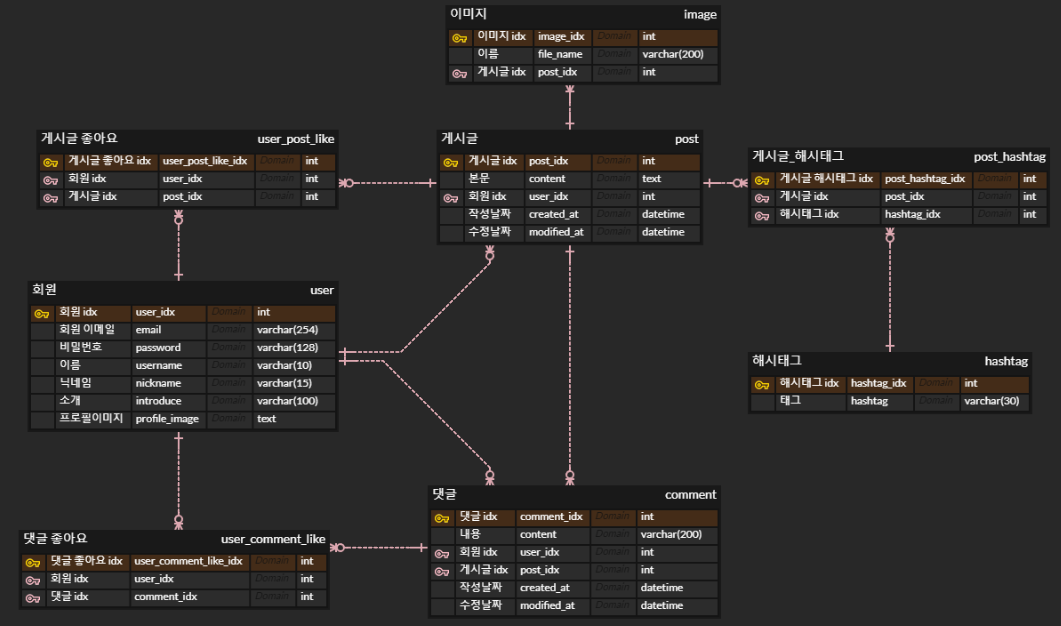 이미지 image
이미지 idx image_idx Domain int
이름 file_name Domain varchar(200)
게시글 idx post_idx Domain int
게시글 좋아요 user_post_like
게시글 좋아요 idx user_post_like_idx Domain int
회원 idx user_idx Domain int
게시글 idx post_idx Domain int
게시글 post
게시글 idx post_idx Domain int
본문 content Domain text
회원 idx user_idx Domain int
작성날짜 created_at Domain datetime
수정날짜 modified_at Domain datetime
게시글_해시태그 post_hashtag
게시글 해시태그 idx post_hashtag_idx Domain int
게시글 idx post_idx Domain int
해시태그 idx hashtag_idx Domain int
회원 user
회원 idx user_idx Domain int
회원 이메일 email Domain varchar(254)
비밀번호 password Domain varchar(128)
이름 username Domain varchar(10)
닉네임 nickname Domain varchar(15)
소개 introduce Domain varchar(100)
프로필이미지 profile_image Domain text
해시태그 hashtag
해시태그 idx hashtag_idx Domain int
태그 hashtag Domain varchar(30)
댓글 comment
댓글 idx comment_idx Domain int
내용 content Domain varchar(200)
회원 idx user_idx Domain int
게시글 idx post_idx Domain int
작성날짜 created_at Domain datetime
수정날짜 modified_at Domain datetime
댓글 좋아요 user_comment_like
댓글 좋아요 idx user_comment_like_idx Domain int
회원 idx user_idx Domain int
댓글 idx comment_idx Domain int